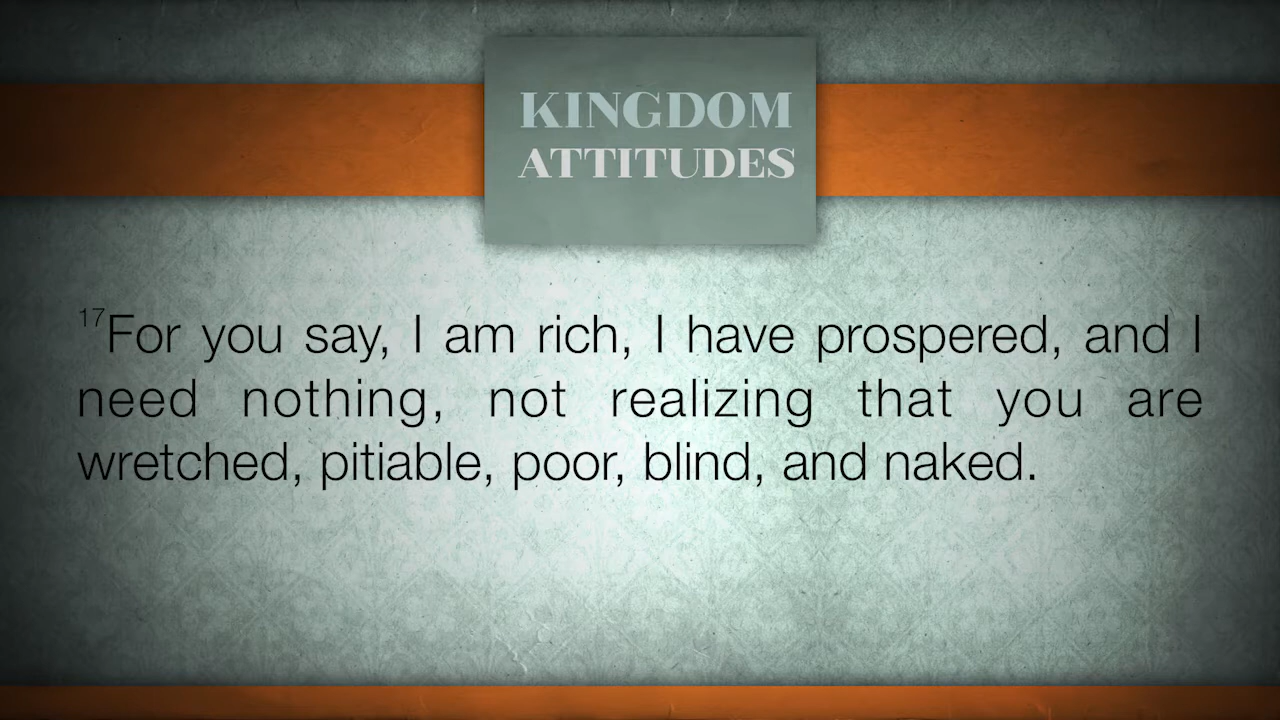 KINGDOM
ATTITUDES
17For you say, I am rich, I have prospered, and I
need nothing, not realizing that you are
wretched, pitiable, poor, blind, and naked.